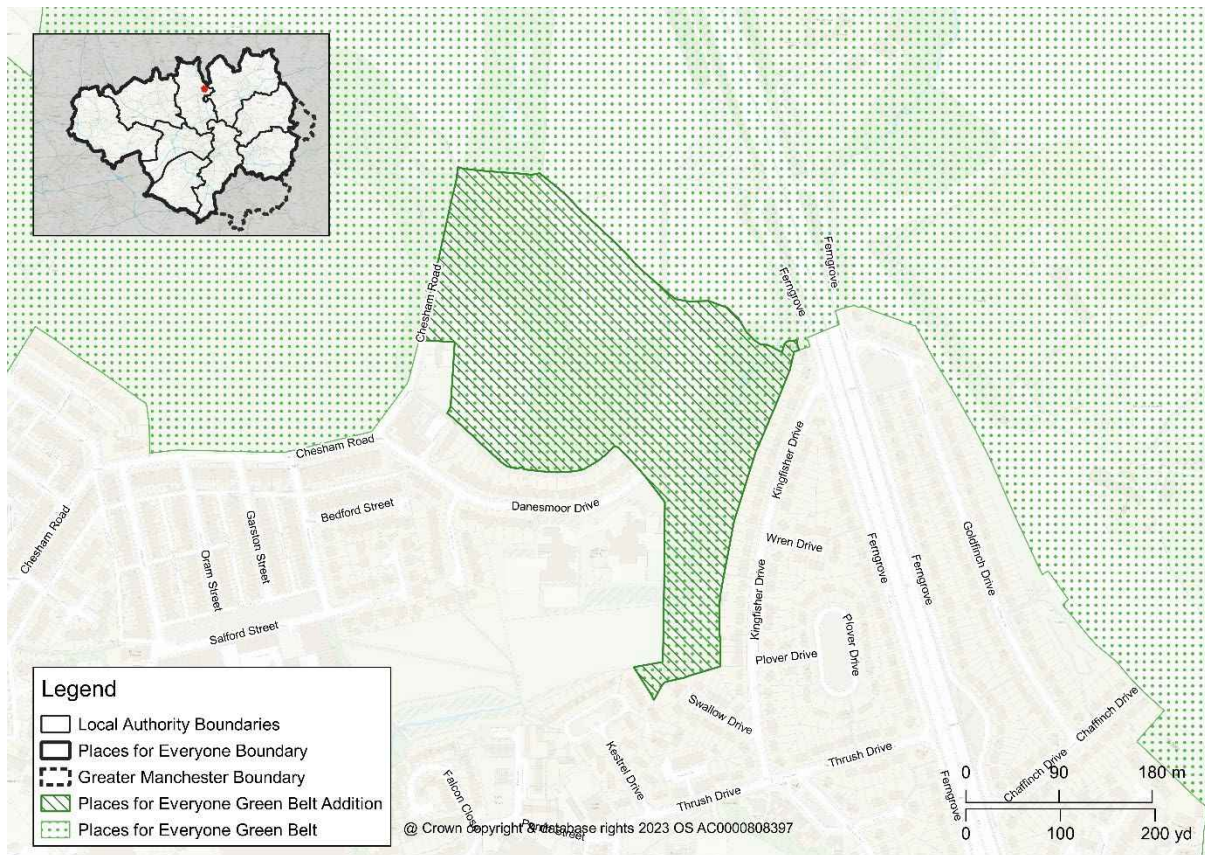 Ferngrove
Ferngrove
Chesham Road
Chesham Road
Chesham Road
Oram Street
Garston Street
Bedford Street
Salford Street
Danesmoor Drive
Kingfisher Drive
Wren Drive
Kingfisher Drive
Ferngrove
Ferngrove
Goldfinch Drive
Plover Drive
Plover Drive
Swallow Drive
Kestrel Drive
Thrush Drive
Thrush Drive
Falcon Close
Ferngrove
Chaffinch Drive
Chaffinch Drive
Legend
Local Authority Boundaries
Places for Everyone Boundary
Greater Manchester Boundary
Places for Everyone Green Belt Addition
Places for Everyone Green Belt
@ Crown copyright & database rights 2023 OS AC0000808397
0 90 180 m
0 100 200 yd